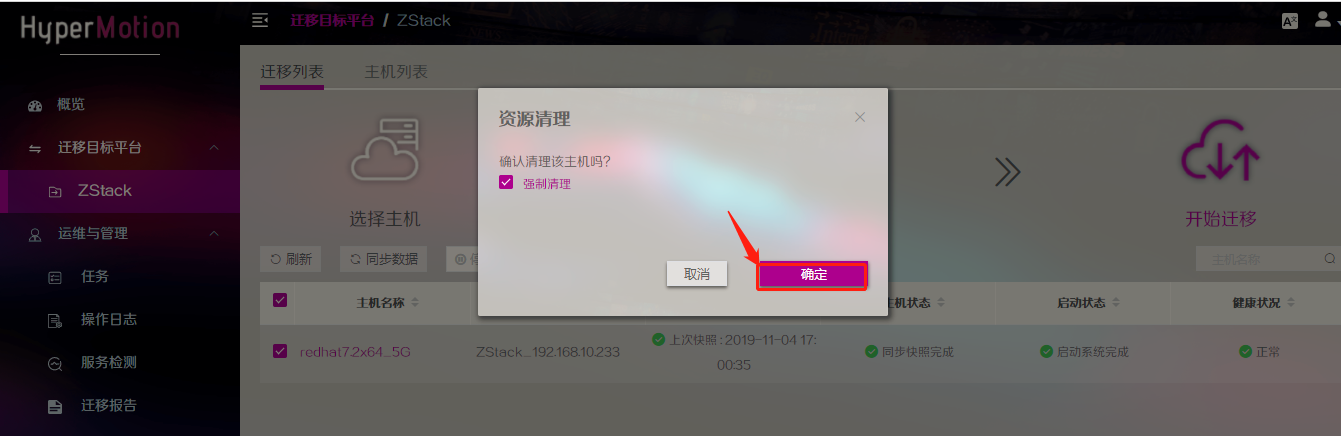 HyperMotion
迁移目标平台 / ZStack
概览
迁移目标平台
ZStack
运维与管理
任务
操作日志
服务检测
迁移报告
迁移列表 主机列表
选择主机
开始迁移
刷新 同步数据
主机名称
资源清理
确认清理该主机吗?
强制清理
取消 确定
主机名称 主机状态 启动状态 健康状况
redhat7.2x64_5G ZStack_192.168.10.233 上次快照 : 2019-11-04 17:
00:35
同步快照完成 启动系统完成 正常